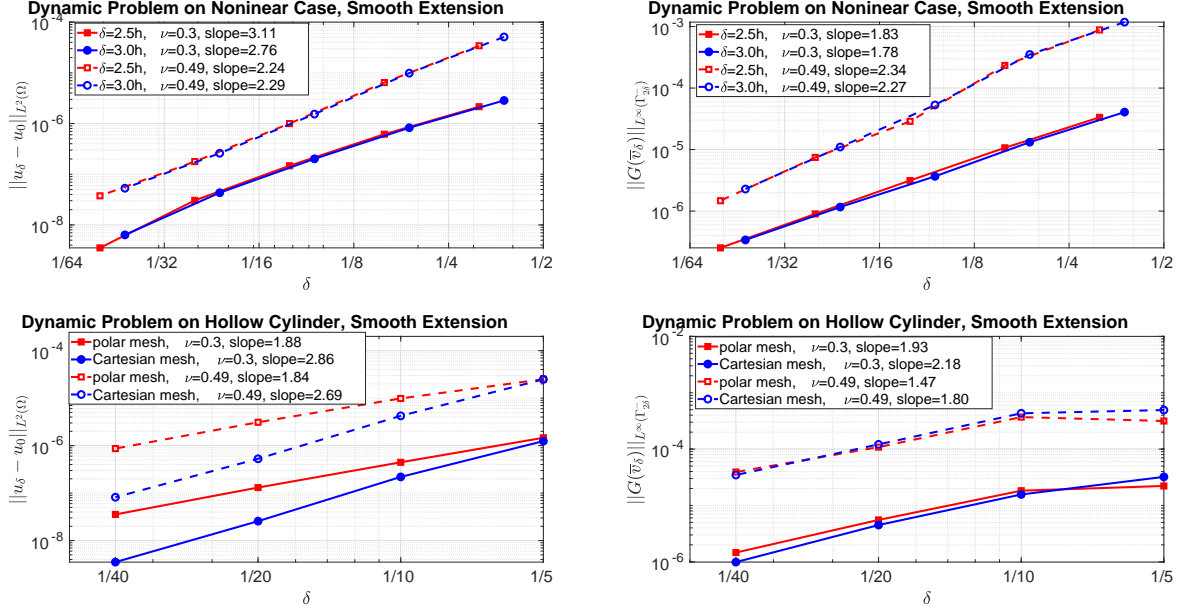 Dynamic Problem on Noninear Case, Smooth Extension
10^-4
10^-6
10^-8
||u_δ − u_0||_{L^2(Ω)}
δ=2.5h, ν=0.3, slope=3.11
δ=3.0h, ν=0.3, slope=2.76
δ=2.5h, ν=0.49, slope=2.24
δ=3.0h, ν=0.49, slope=2.29
1/64 1/32 1/16 1/8 1/4 1/2
δ
Dynamic Problem on Noninear Case, Smooth Extension
10^-3
10^-4
10^-5
10^-6
||G(v̅_δ)||_{L^∞(Γ_{2δ}^-)}
δ=2.5h, ν=0.3, slope=1.83
δ=3.0h, ν=0.3, slope=1.78
δ=2.5h, ν=0.49, slope=2.34
δ=3.0h, ν=0.49, slope=2.27
1/64 1/32 1/16 1/8 1/4 1/2
δ
Dynamic Problem on Hollow Cylinder, Smooth Extension
10^-4
10^-6
10^-8
||u_δ − u_0||_{L^2(Ω)}
polar mesh, ν=0.3, slope=1.88
Cartesian mesh, ν=0.3, slope=2.86
polar mesh, ν=0.49, slope=1.84
Cartesian mesh, ν=0.49, slope=2.69
1/40 1/20 1/10 1/5
δ
Dynamic Problem on Hollow Cylinder, Smooth Extension
10^-2
10^-4
10^-6
||G(v̅_δ)||_{L^∞(Γ_{2δ}^-)}
polar mesh, ν=0.3, slope=1.93
Cartesian mesh, ν=0.3, slope=2.18
polar mesh, ν=0.49, slope=1.47
Cartesian mesh, ν=0.49, slope=1.80
1/40 1/20 1/10 1/5
δ